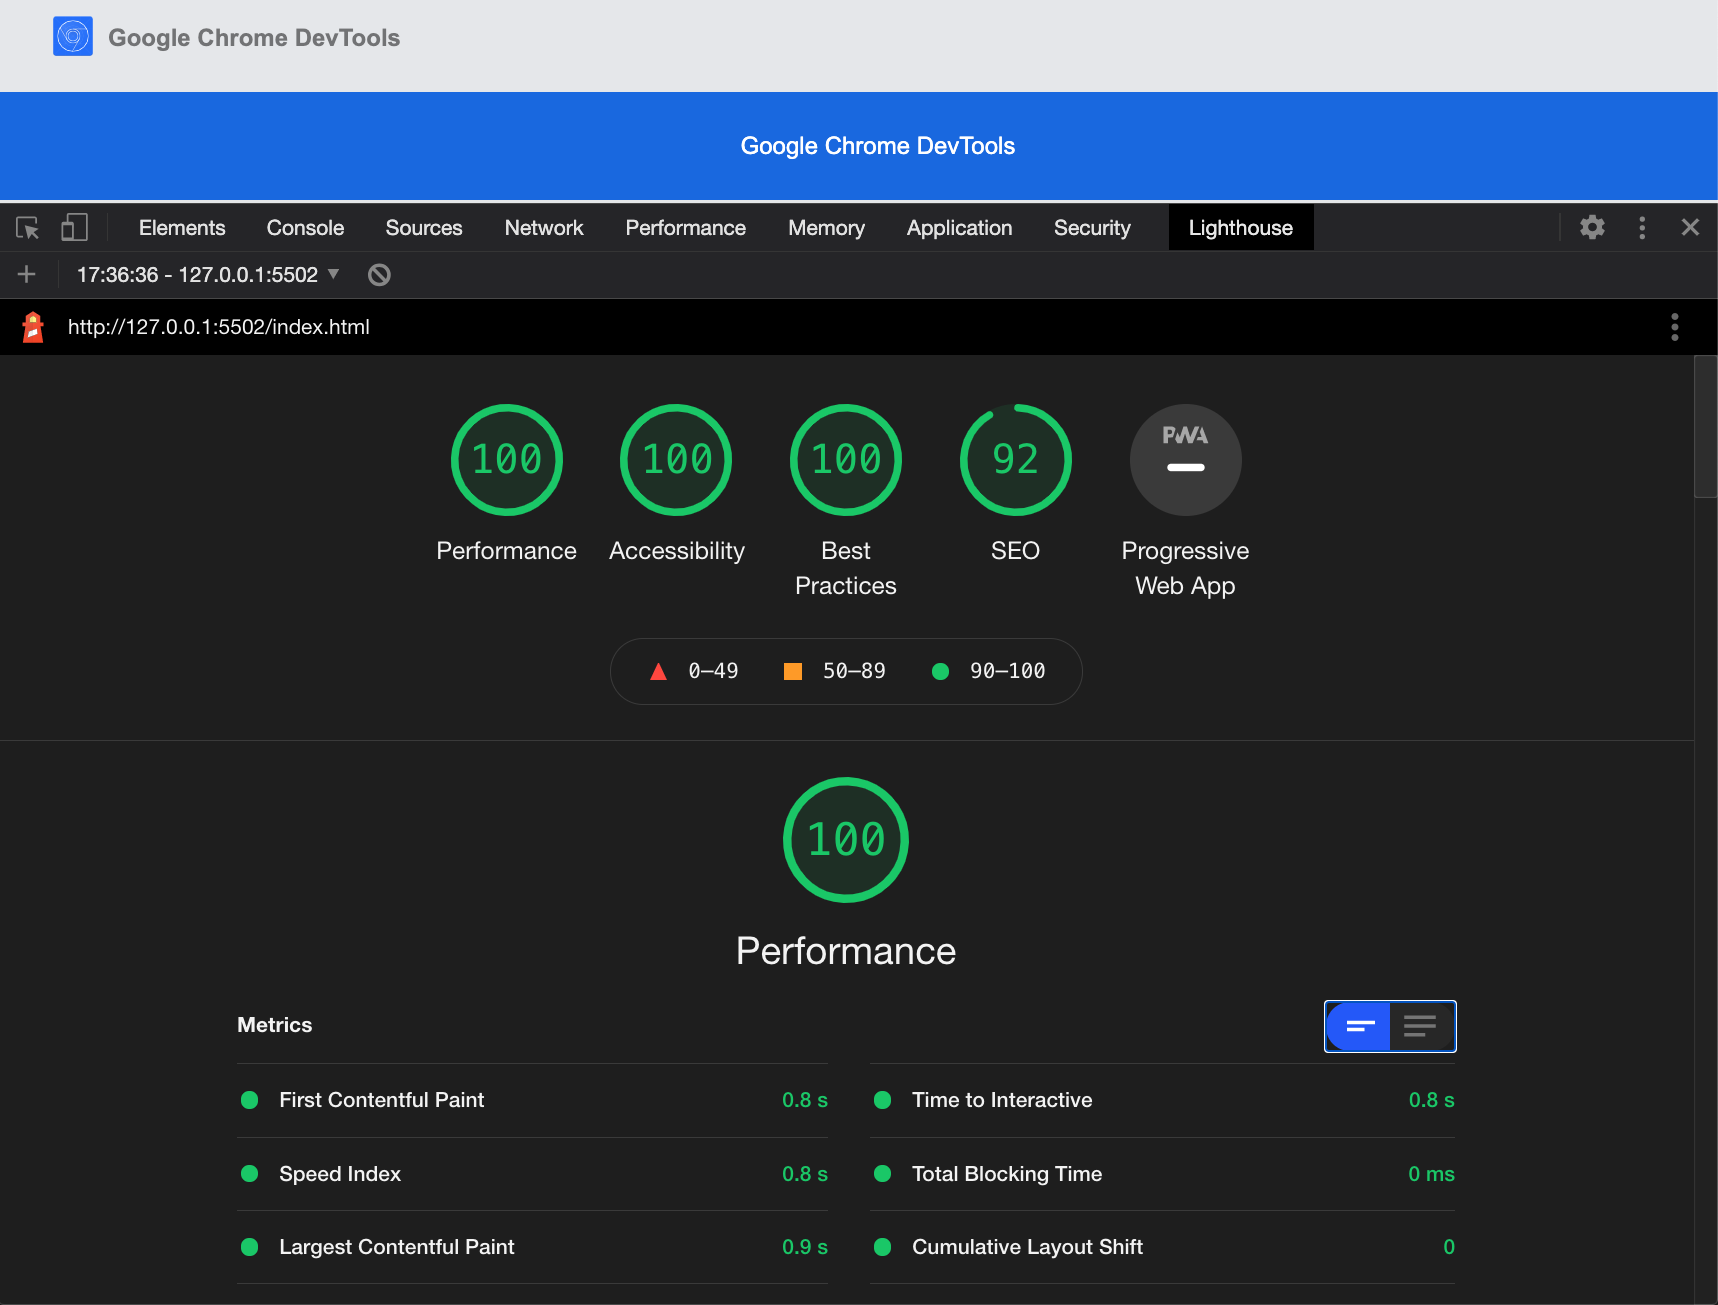 Google Chrome DevTools
Google Chrome DevTools
Elements Console Sources Network Performance Memory Application Security Lighthouse
17:36:36 - 127.0.0.1:5502
http://127.0.0.1:5502/index.html
100 100 100 92 PWA
Performance Accessibility Best Practices SEO Progressive Web App
0–49 50–89 90–100
100
Performance
Metrics
First Contentful Paint 0.8 s
Time to Interactive 0.8 s
Speed Index 0.8 s
Total Blocking Time 0 ms
Largest Contentful Paint 0.9 s
Cumulative Layout Shift 0